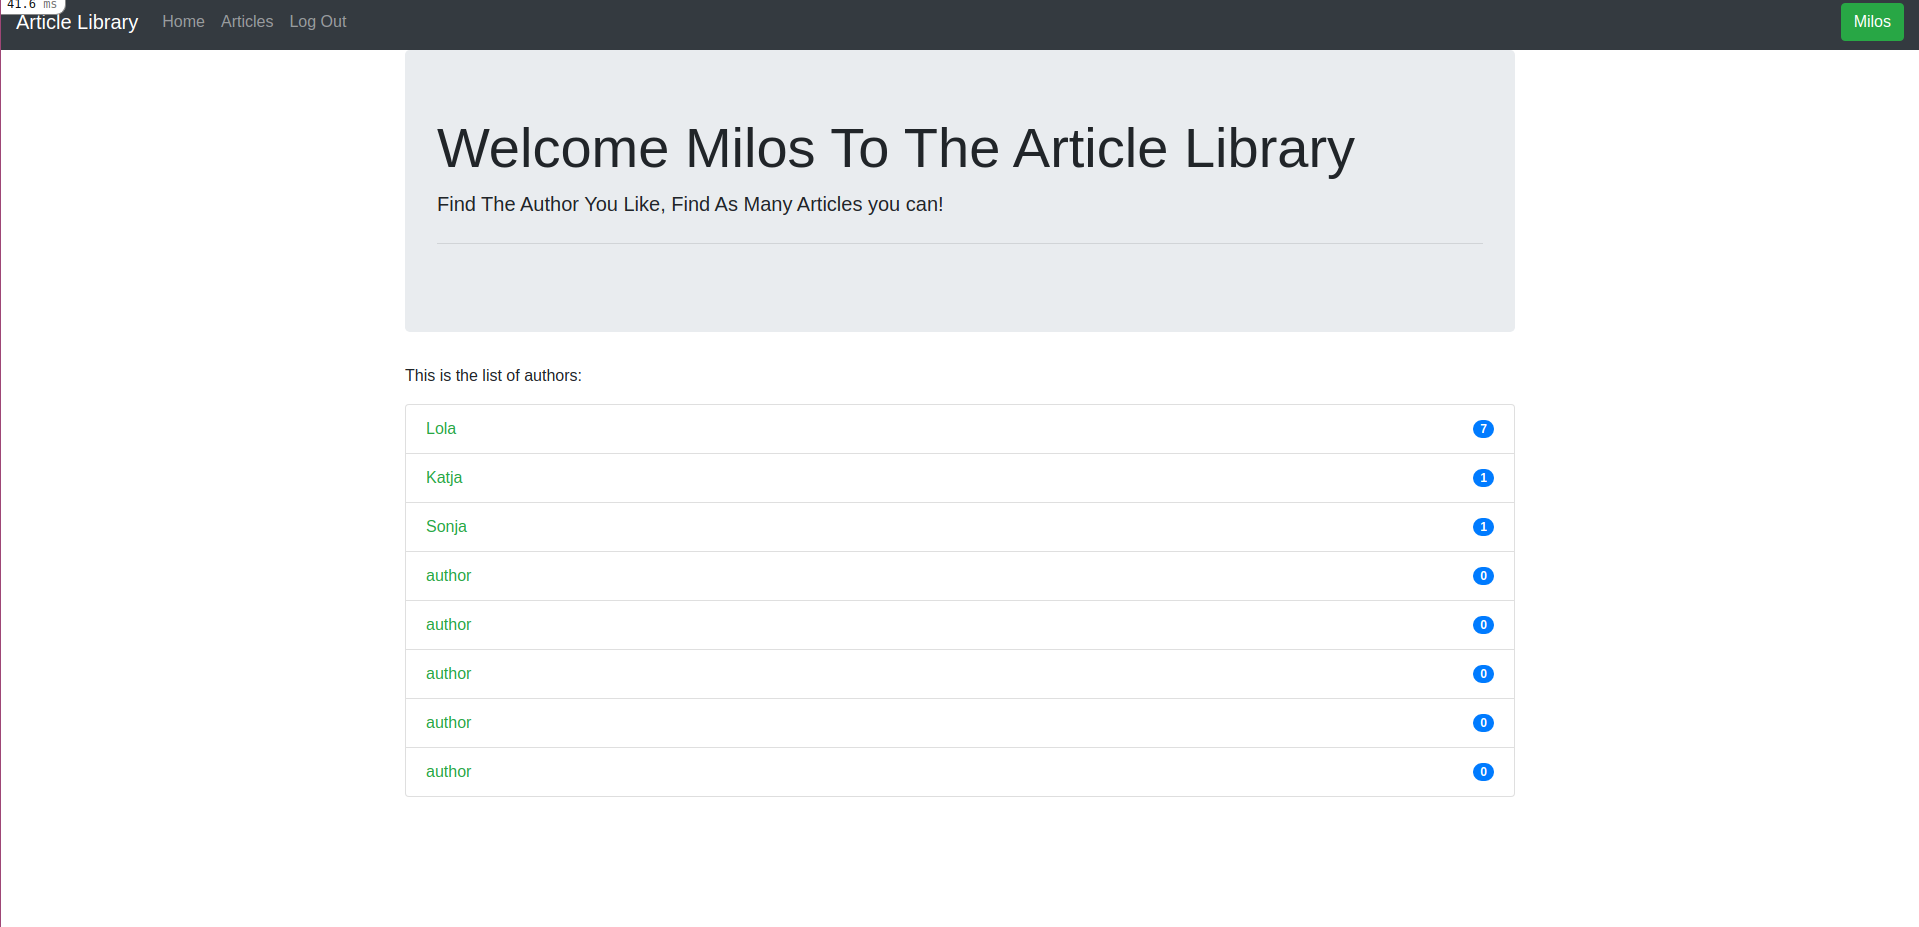 41.6 ms
Article Library Home Articles Log Out Milos
Welcome Milos To The Article Library
Find The Author You Like, Find As Many Articles you can!
This is the list of authors:
Lola 7
Katja 1
Sonja 1
author 0
author 0
author 0
author 0
author 0